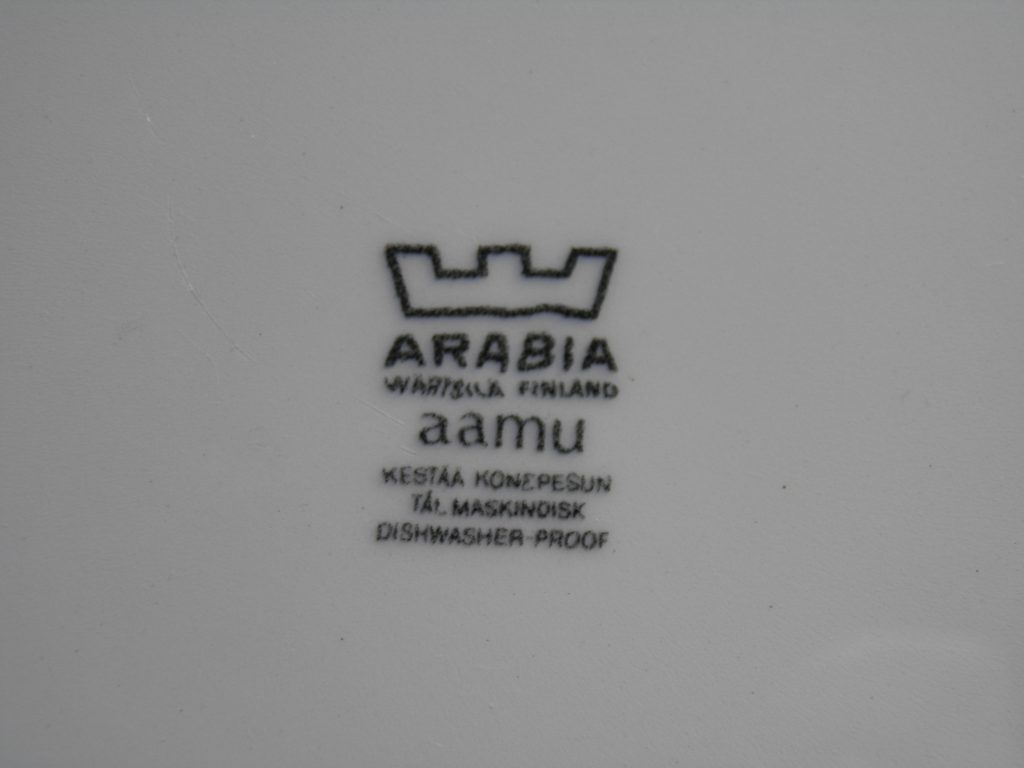 ARABIA
WÄRTSILÄ FINLAND
aamu
KESTÄÄ KONEPESUN
TÅL MASKINDISK
DISHWASHER-PROOF